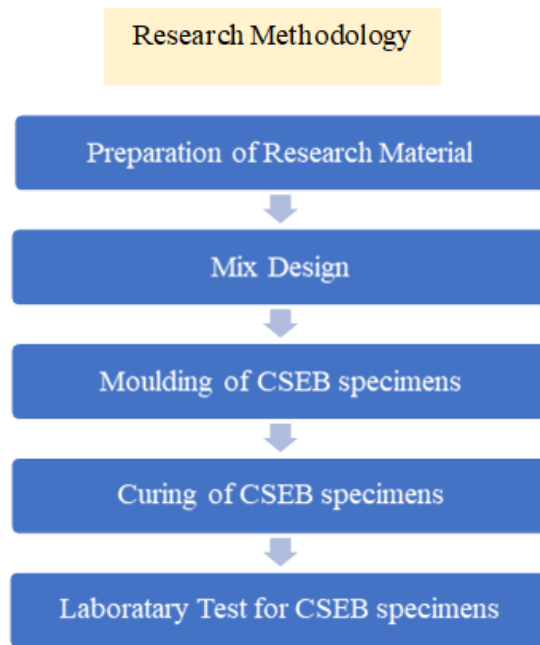 Research Methodology
Preparation of Research Material
Mix Design
Moulding of CSEB specimens
Curing of CSEB specimens
Laboratary Test for CSEB specimens